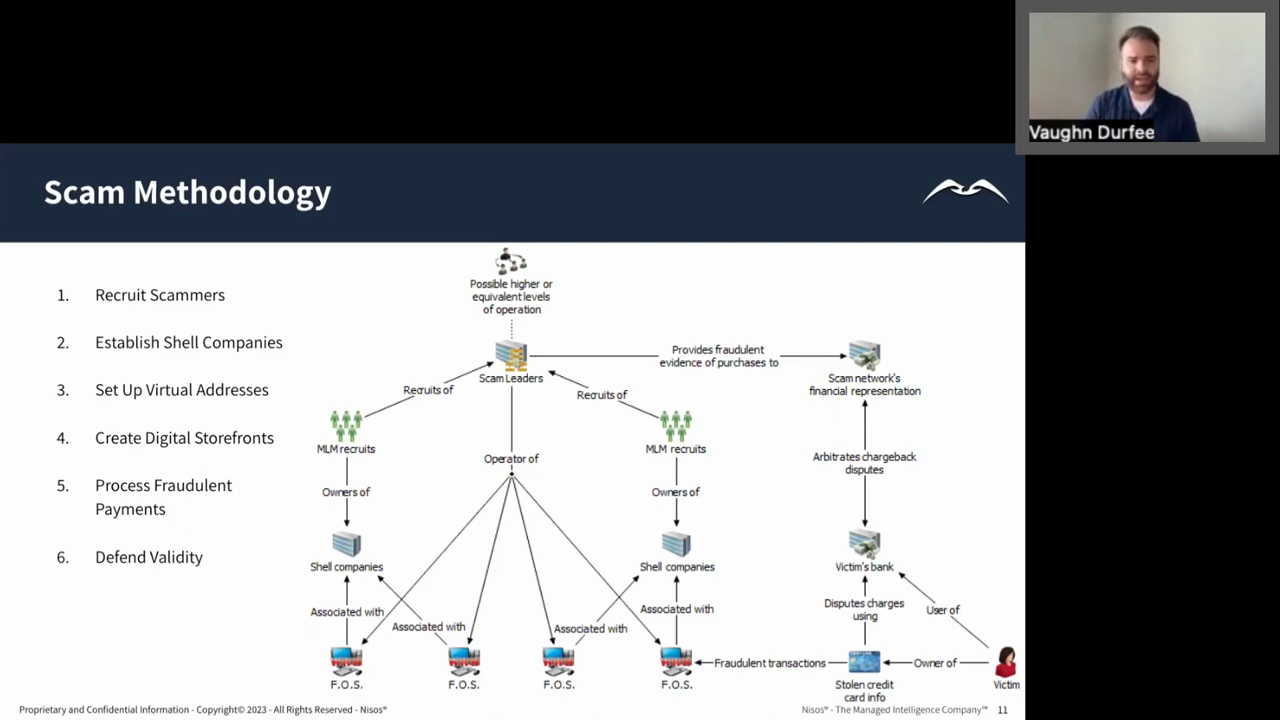 Vaughn Durfee
Scam Methodology
1. Recruit Scammers
2. Establish Shell Companies
3. Set Up Virtual Addresses
4. Create Digital Storefronts
5. Process Fraudulent
Payments
6. Defend Validity
Possible higher or
equivalent levels
of operation
Scam Leaders
Provides fraudulent
evidence of purchases to
Scam network's
financial representation
Recruits of
Recruits of
MLM recruits
MLM recruits
Operator of
Arbitrates chargeback
disputes
Owners of
Owners of
Shell companies
Shell companies
Victim's bank
Associated with
Associated with
Associated with
Associated with
Disputes charges
using
User of
Fraudulent transactions
Owner of
F.O.S.
F.O.S.
F.O.S.
F.O.S.
Stolen credit
card info
Victim
Proprietary and Confidential Information - Copyright© 2023 - All Rights Reserved - Nisos®
Nisos® - The Managed Intelligence Company™ 11